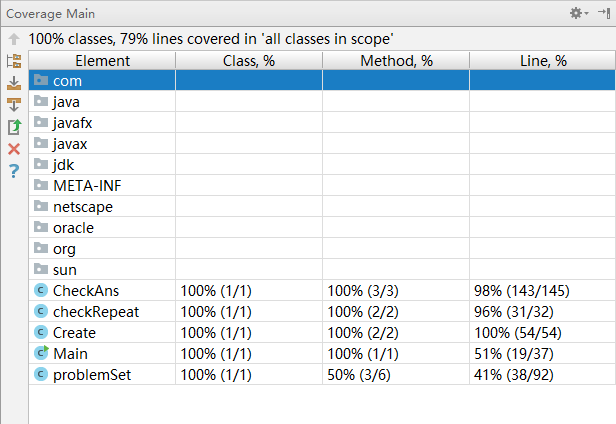 Coverage Main
100% classes, 79% lines covered in 'all classes in scope'
Element Class, % Method, % Line, %
com
java
javafx
javax
jdk
META-INF
netscape
oracle
org
sun
CheckAns 100% (1/1) 100% (3/3) 98% (143/145)
checkRepeat 100% (1/1) 100% (2/2) 96% (31/32)
Create 100% (1/1) 100% (2/2) 100% (54/54)
Main 100% (1/1) 100% (1/1) 51% (19/37)
problemSet 100% (1/1) 50% (3/6) 41% (38/92)